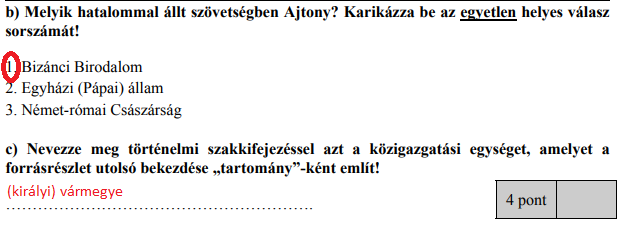 b) Melyik hatalommal állt szövetségben Ajtony? Karikázza be az egyetlen helyes válasz
sorszámát!
1. Bizánci Birodalom
2. Egyházi (Pápai) állam
3. Német-római Császárság
c) Nevezze meg történelmi szakkifejezéssel azt a közigazgatási egységet, amelyet a
forrásrészlet utolsó bekezdése „tartomány”-ként említ!
(királyi) vármegye
4 pont